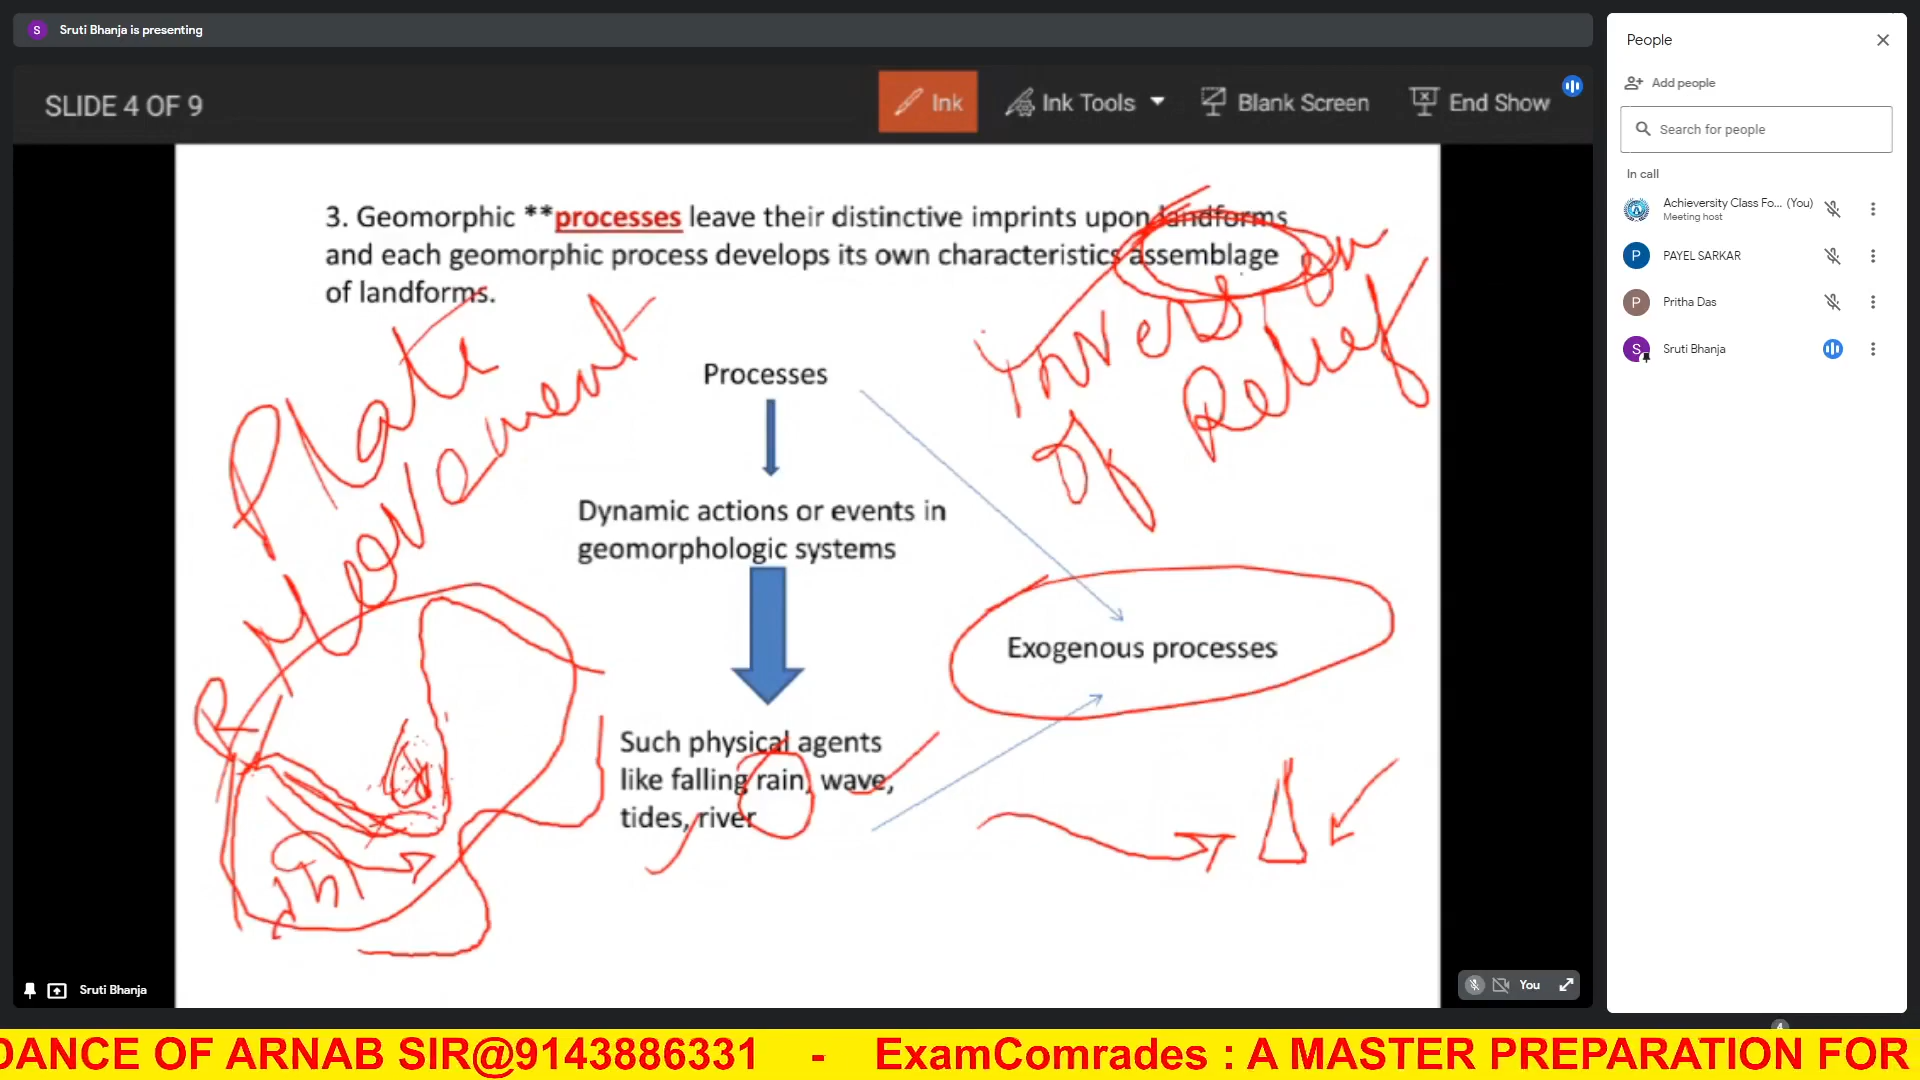 S Sruti Bhanja is presenting
SLIDE 4 OF 9
Ink
Ink Tools
Blank Screen
End Show
3. Geomorphic **processes leave their distinctive imprints upon landforms
and each geomorphic process develops its own characteristics assemblage
of landforms.
Plate
Movement
Inversion
of Relief
Processes
Dynamic actions or events in
geomorphologic systems
Exogenous processes
Such physical agents
like falling rain, wave,
tides, river
Sruti Bhanja
You
People
Add people
Search for people
In call
Achieversity Class Fo... (You)
Meeting host
P PAYEL SARKAR
P Pritha Das
S Sruti Bhanja
4
DANCE OF ARNAB SIR@9143886331 - ExamComrades : A MASTER PREPARATION FOR